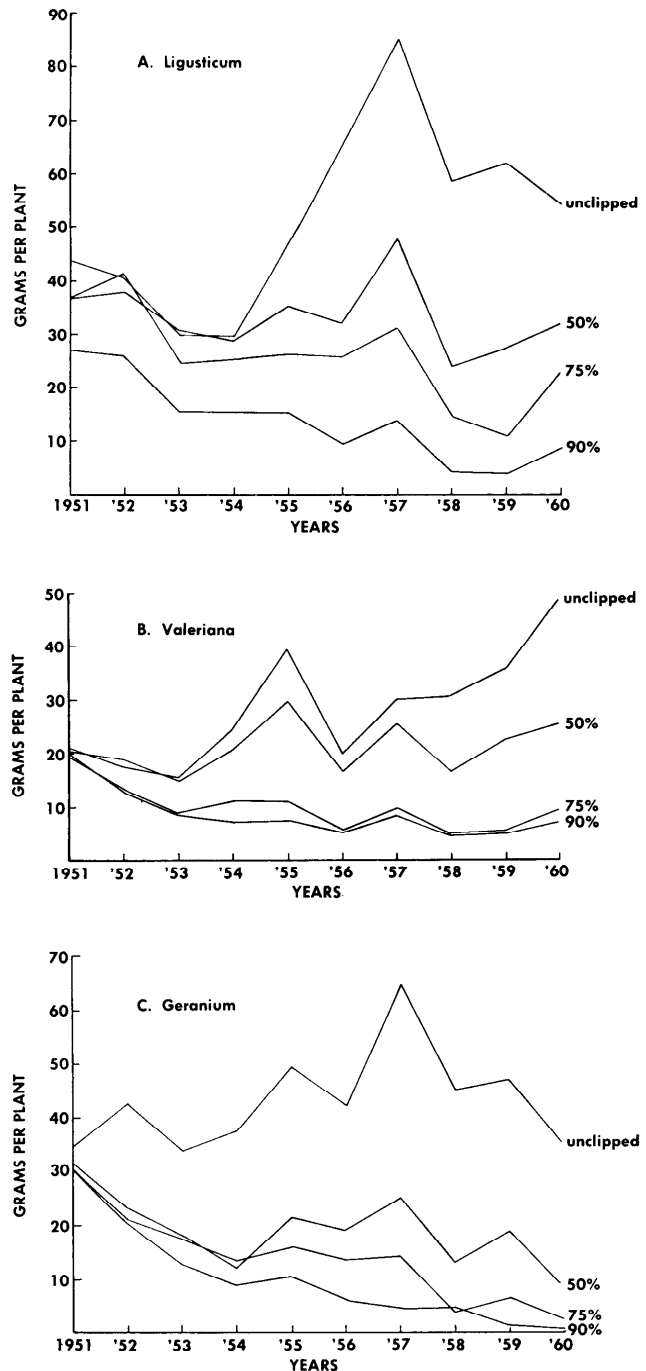 90
80
70
60
50
40
30
20
10
GRAMS PER PLANT
A. Ligusticum
unclipped
50%
75%
90%
1951 '52 '53 '54 '55 '56 '57 '58 '59 '60
YEARS
50
40
30
20
10
GRAMS PER PLANT
B. Valeriana
unclipped
50%
75%
90%
1951 '52 '53 '54 '55 '56 '57 '58 '59 '60
YEARS
70
60
50
40
30
20
10
GRAMS PER PLANT
C. Geranium
unclipped
50%
75%
90%
1951 '52 '53 '54 '55 '56 '57 '58 '59 '60
YEARS